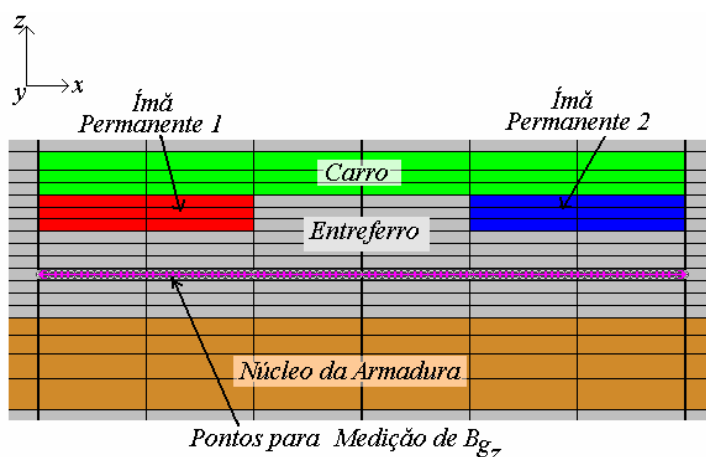 z
y
x
Ímã
Permanente 1
Ímã
Permanente 2
Carro
Entreferro
Núcleo da Armadura
Pontos para Medição de Bgz